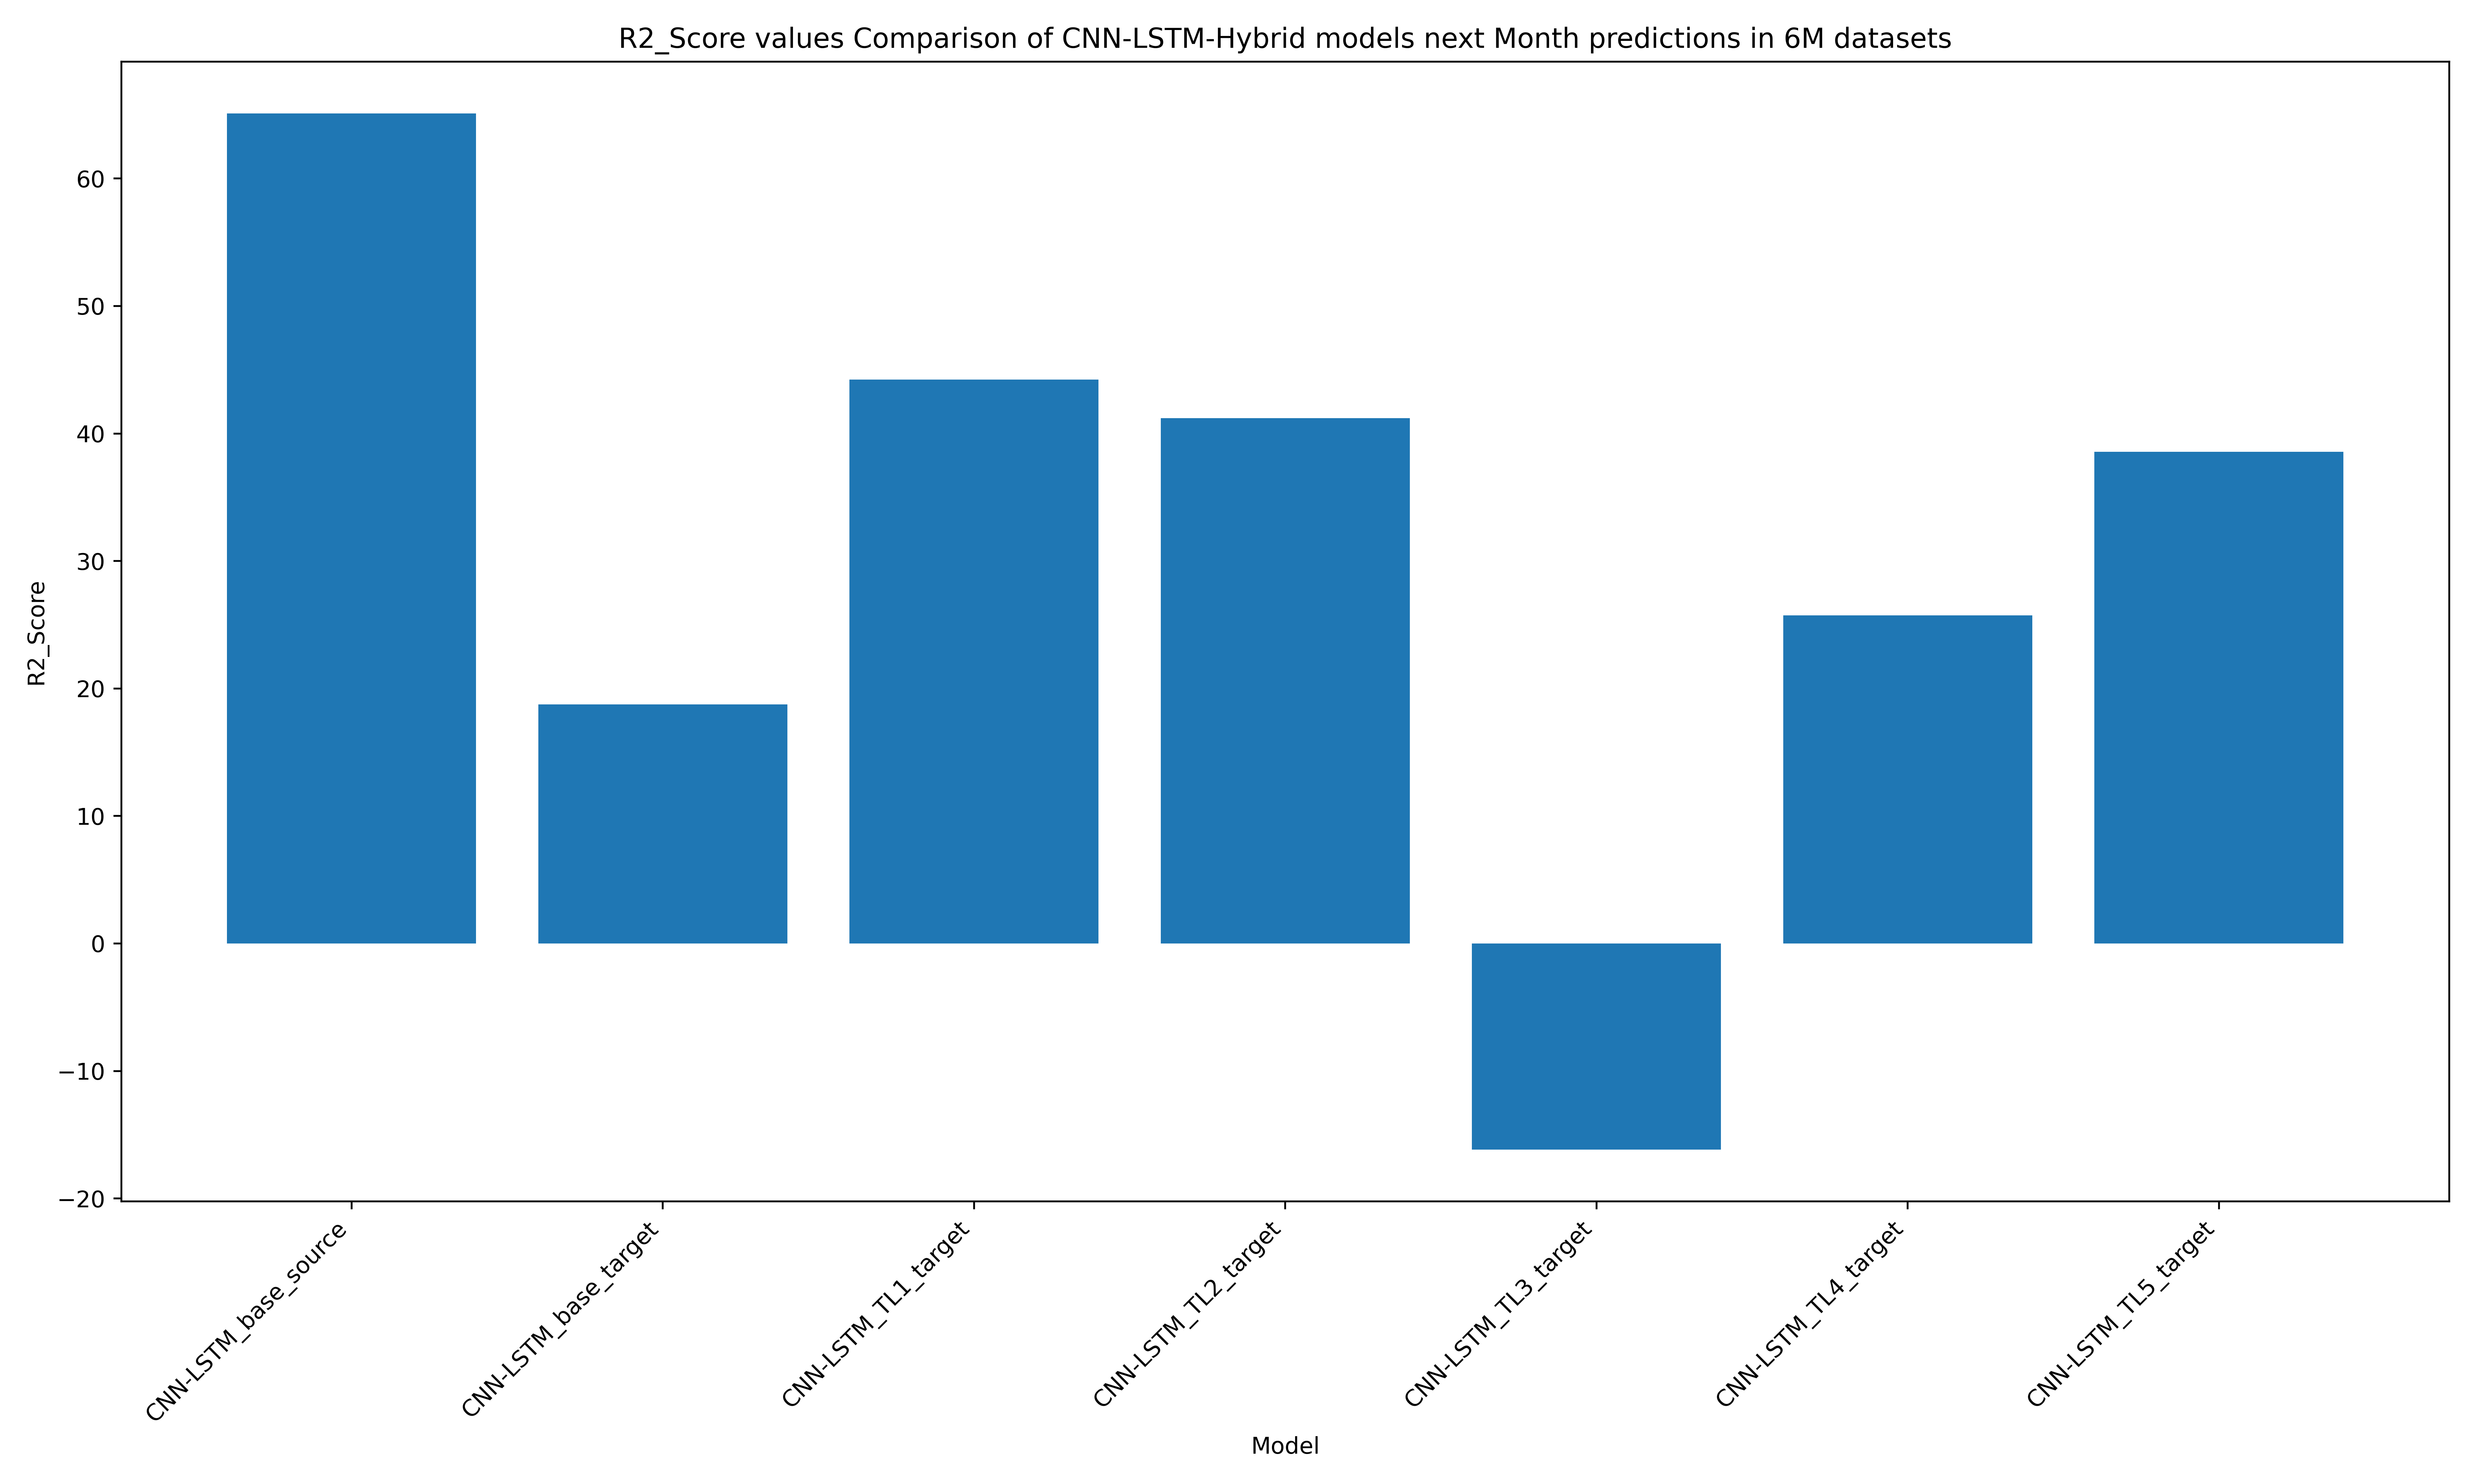 R2_Score values Comparison of CNN-LSTM-Hybrid models next Month predictions in 6M datasets
R2_Score
60
50
40
30
20
10
0
−10
−20
CNN-LSTM_base_source
CNN-LSTM_base_target
CNN-LSTM_TL1_target
CNN-LSTM_TL2_target
CNN-LSTM_TL3_target
CNN-LSTM_TL4_target
CNN-LSTM_TL5_target
Model